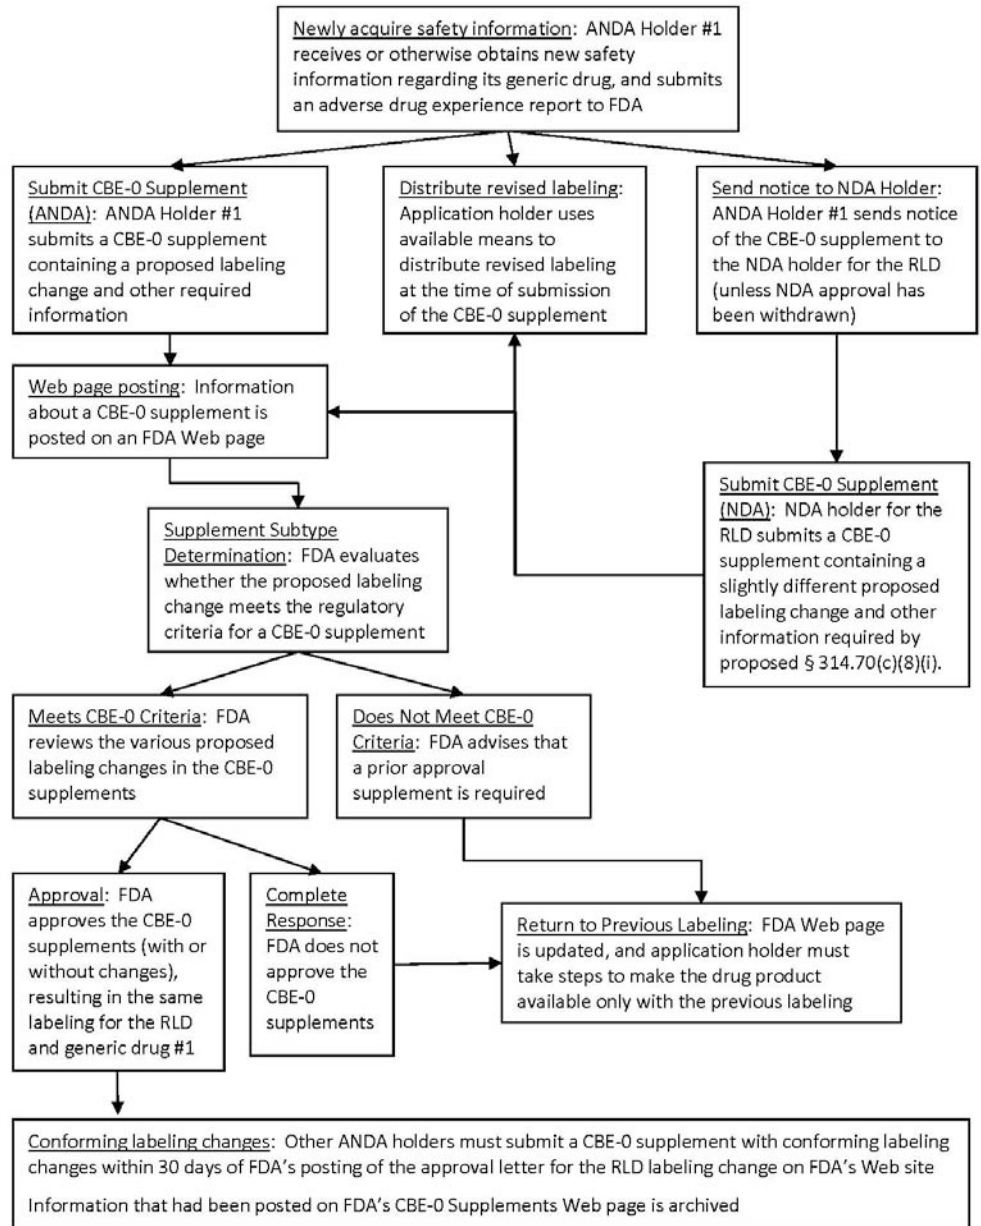 Newly acquire safety information: ANDA Holder #1
receives or otherwise obtains new safety
information regarding its generic drug, and submits
an adverse drug experience report to FDA
Submit CBE-0 Supplement
(ANDA): ANDA Holder #1
submits a CBE-0 supplement
containing a proposed labeling
change and other required
information
Distribute revised labeling:
Application holder uses
available means to
distribute revised labeling
at the time of submission
of the CBE-0 supplement
Send notice to NDA Holder:
ANDA Holder #1 sends notice
of the CBE-0 supplement to
the NDA holder for the RLD
(unless NDA approval has
been withdrawn)
Web page posting: Information
about a CBE-0 supplement is
posted on an FDA Web page
Submit CBE-0 Supplement
(NDA): NDA holder for the
RLD submits a CBE-0
supplement containing a
slightly different proposed
labeling change and other
information required by
proposed § 314.70(c)(8)(i).
Supplement Subtype
Determination: FDA evaluates
whether the proposed labeling
change meets the regulatory
criteria for a CBE-0 supplement
Meets CBE-0 Criteria: FDA
reviews the various proposed
labeling changes in the CBE-0
supplements
Does Not Meet CBE-0
Criteria: FDA advises that
a prior approval
supplement is required
Approval: FDA
approves the CBE-0
supplements (with or
without changes),
resulting in the same
labeling for the RLD
and generic drug #1
Complete
Response:
FDA does not
approve the
CBE-0
supplements
Return to Previous Labeling: FDA Web page
is updated, and application holder must
take steps to make the drug product
available only with the previous labeling
Conforming labeling changes: Other ANDA holders must submit a CBE-0 supplement with conforming labeling
changes within 30 days of FDA's posting of the approval letter for the RLD labeling change on FDA's Web site
Information that had been posted on FDA's CBE-0 Supplements Web page is archived